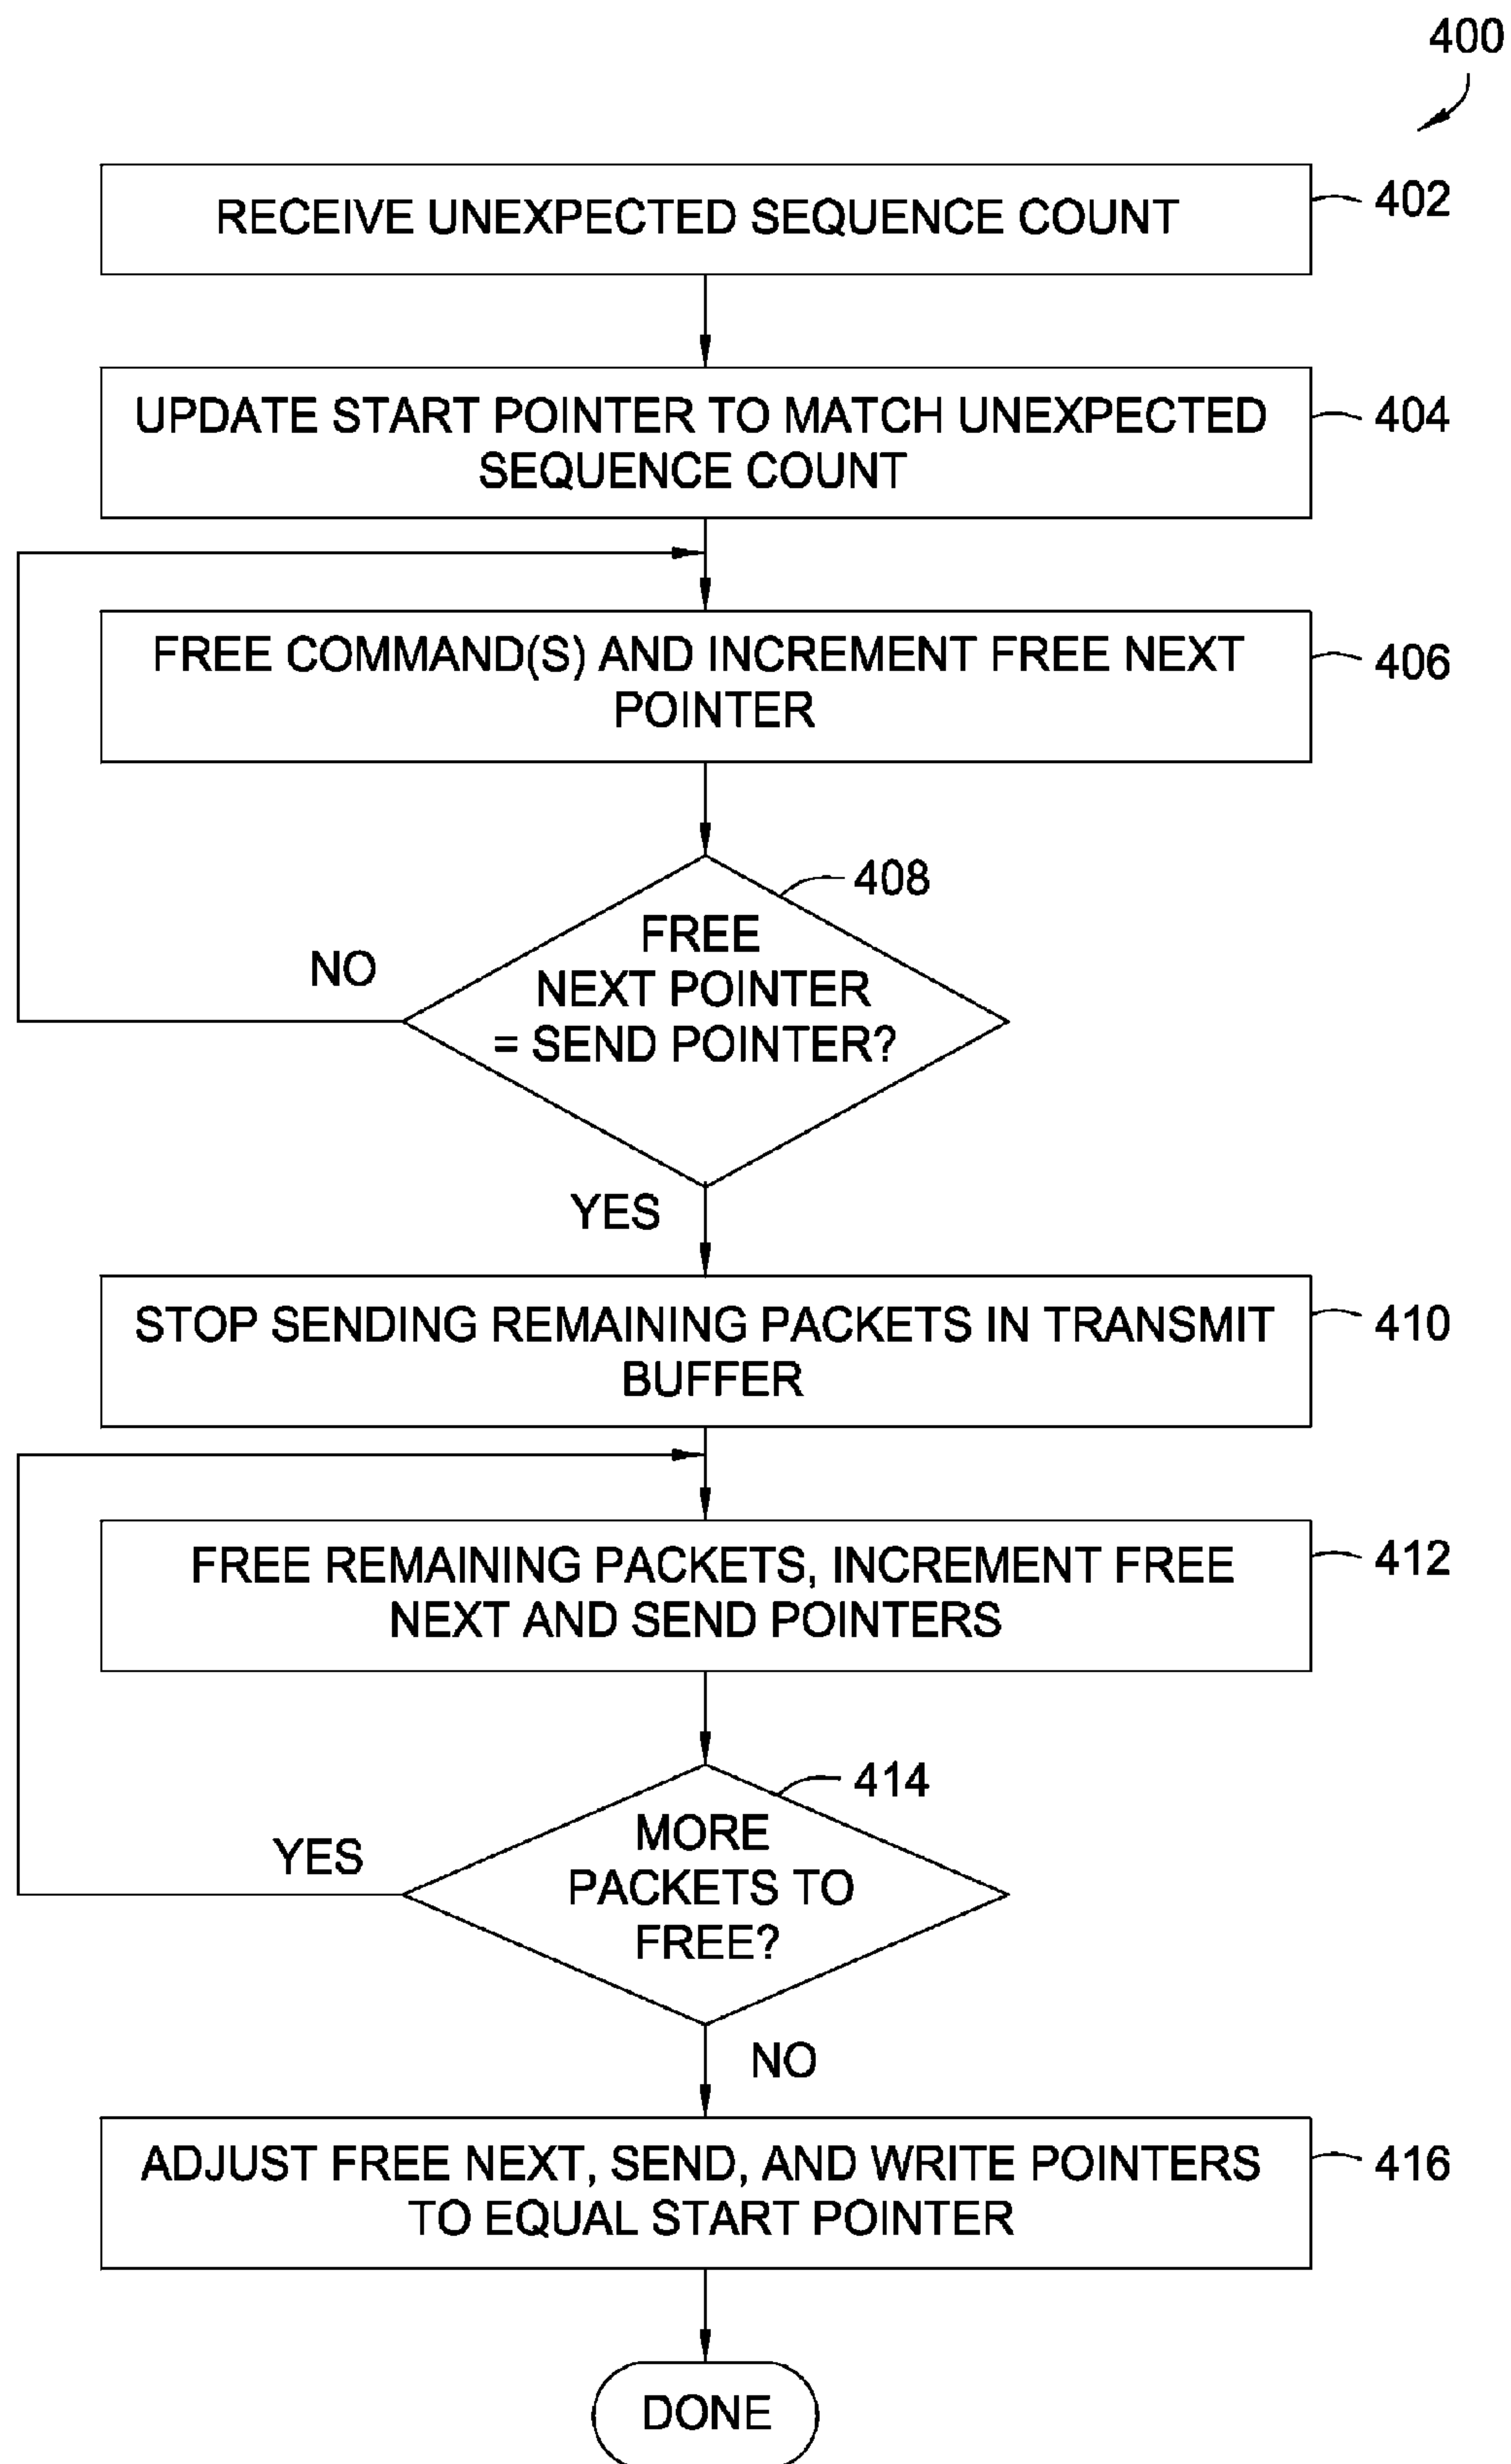 400
RECEIVE UNEXPECTED SEQUENCE COUNT
402
UPDATE START POINTER TO MATCH UNEXPECTED
SEQUENCE COUNT
404
FREE COMMAND(S) AND INCREMENT FREE NEXT
POINTER
406
408
FREE
NEXT POINTER
= SEND POINTER?
NO
YES
STOP SENDING REMAINING PACKETS IN TRANSMIT
BUFFER
410
FREE REMAINING PACKETS, INCREMENT FREE
NEXT AND SEND POINTERS
412
414
MORE
PACKETS TO
FREE?
YES
NO
ADJUST FREE NEXT, SEND, AND WRITE POINTERS
TO EQUAL START POINTER
416
DONE